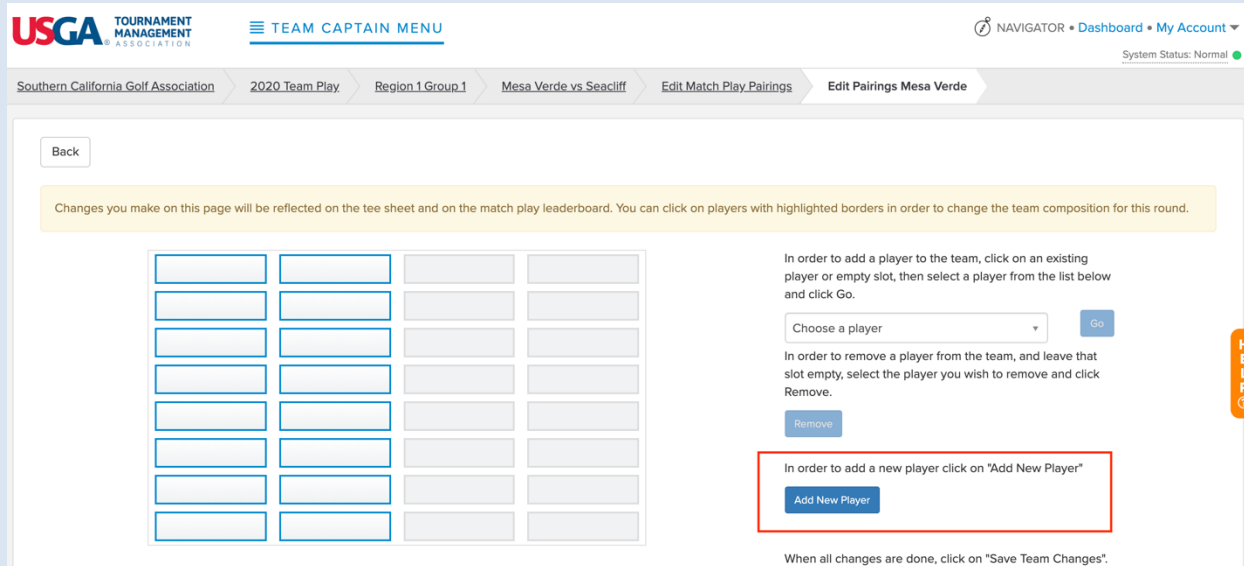 USGA® TOURNAMENT
MANAGEMENT
ASSOCIATION
TEAM CAPTAIN MENU
NAVIGATOR • Dashboard • My Account
System Status: Normal
Southern California Golf Association
2020 Team Play
Region 1 Group 1
Mesa Verde vs Seacliff
Edit Match Play Pairings
Edit Pairings Mesa Verde
Back
Changes you make on this page will be reflected on the tee sheet and on the match play leaderboard. You can click on players with highlighted borders in order to change the team composition for this round.
In order to add a player to the team, click on an existing
player or empty slot, then select a player from the list below
and click Go.
Choose a player
Go
In order to remove a player from the team, and leave that
slot empty, select the player you wish to remove and click
Remove.
Remove
In order to add a new player click on "Add New Player"
Add New Player
When all changes are done, click on "Save Team Changes".